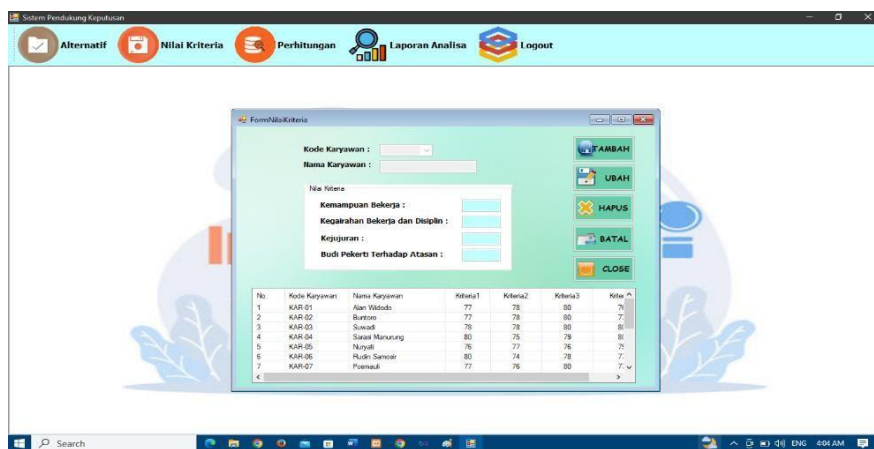 Sistem Pendukung Keputusan
Alternatif Nilai Kriteria Perhitungan Laporan Analisa Logout
FormNilaiKriteria
Kode Karyawan :
Nama Karyawan :
Nilai Kriteria
Kemampuan Bekerja :
Kegairahan Bekerja dan Disiplin :
Kejujuran :
Budi Pekerti Terhadap Atasan :
TAMBAH
UBAH
HAPUS
BATAL
CLOSE
No Kode Karyawan Nama Karyawan Kriteria1 Kriteria2 Kriteria3
1 KAR-01 Alan Widodo 77 78 80
2 KAR-02 Buntoro 77 78 80
3 KAR-03 Suwadi 78 78 80
4 KAR-04 Sarasi Manurung 80 75 79
5 KAR-05 Nuryati 76 77 76
6 KAR-06 Rudin Samosir 80 74 78
7 KAR-07 77 76 80
Search
ENG 4:04 AM